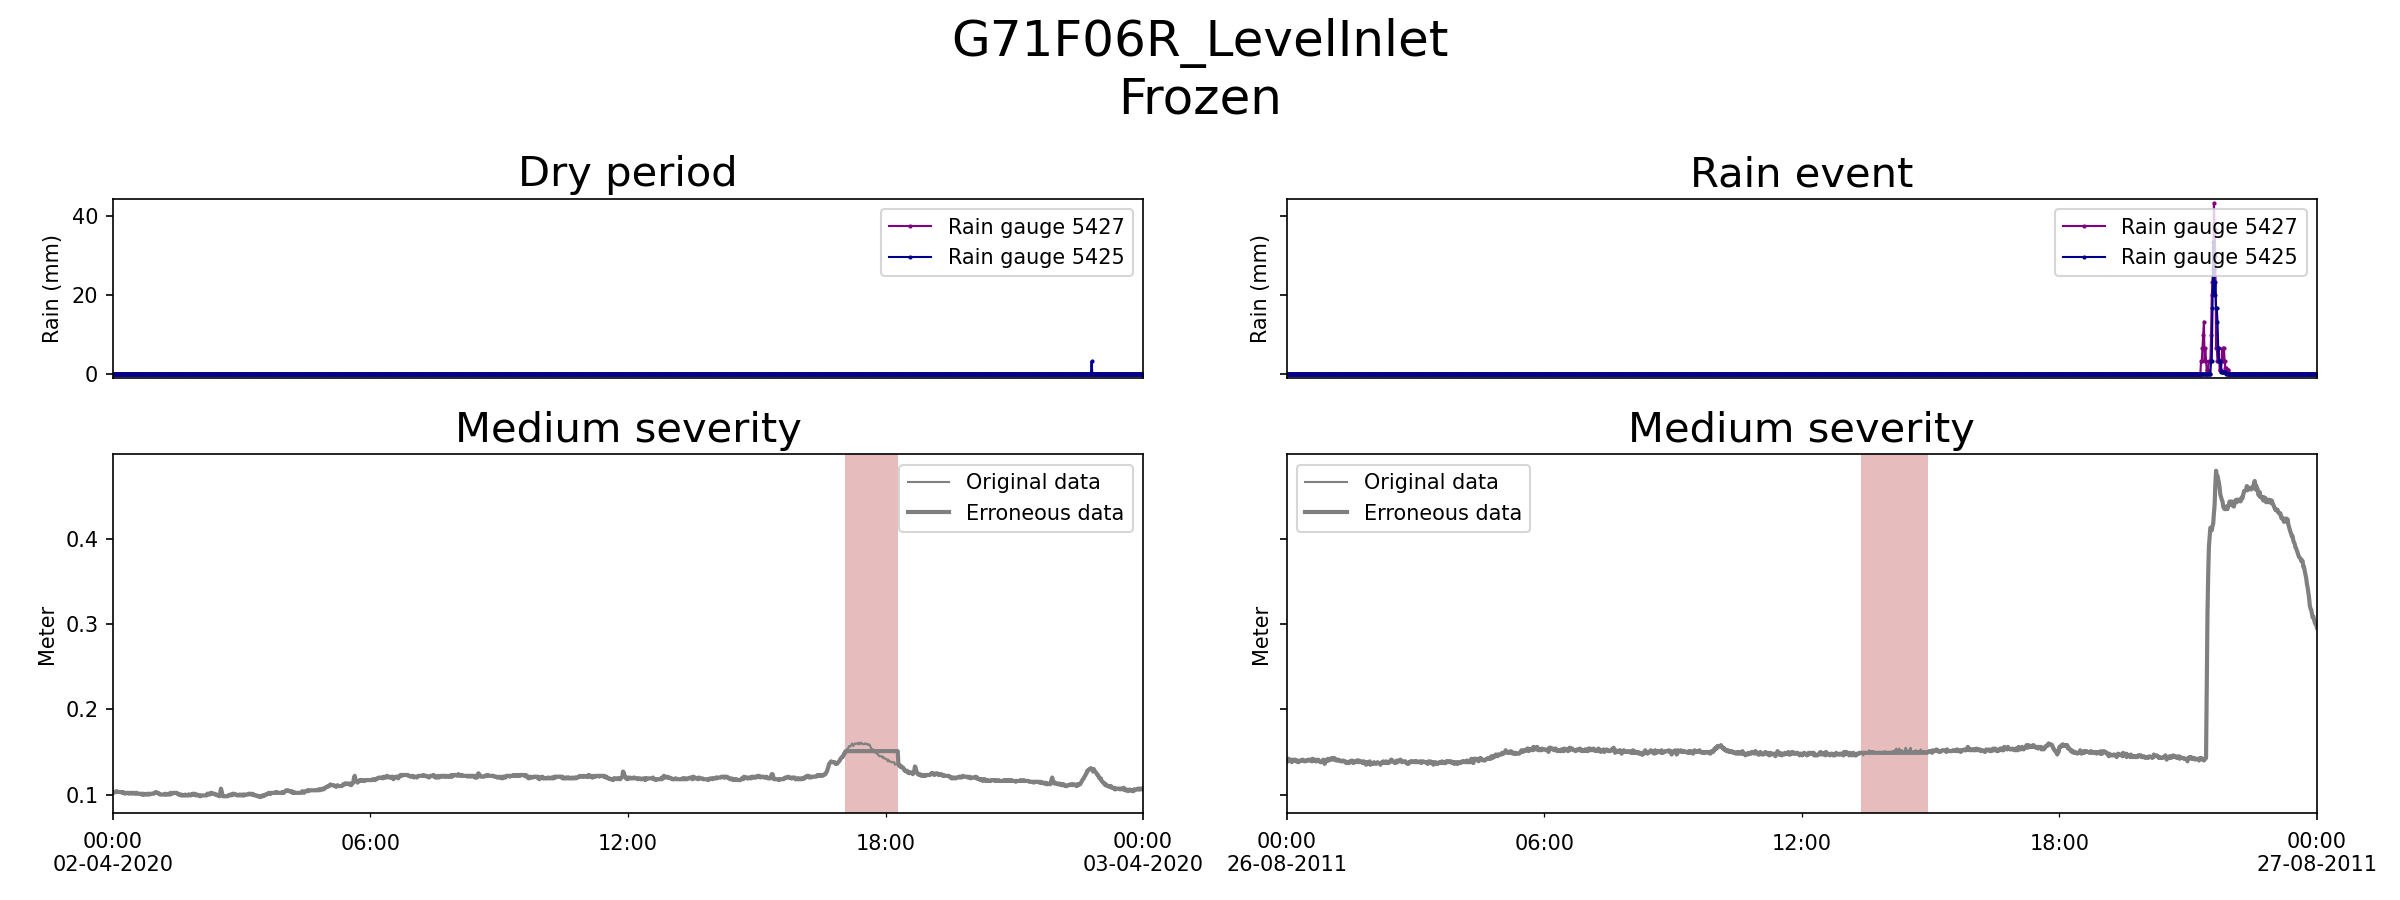 G71F06R_LevelInlet
Frozen
Dry period
Rain event
40
20
0
Rain (mm)
Rain gauge 5427
Rain gauge 5425
Rain (mm)
Rain gauge 5427
Rain gauge 5425
Medium severity
Medium severity
0.4
0.3
0.2
0.1
Meter
Original data
Erroneous data
Meter
Original data
Erroneous data
00:00
02-04-2020
06:00
12:00
18:00
00:00
03-04-2020
00:00
26-08-2011
06:00
12:00
18:00
00:00
27-08-2011